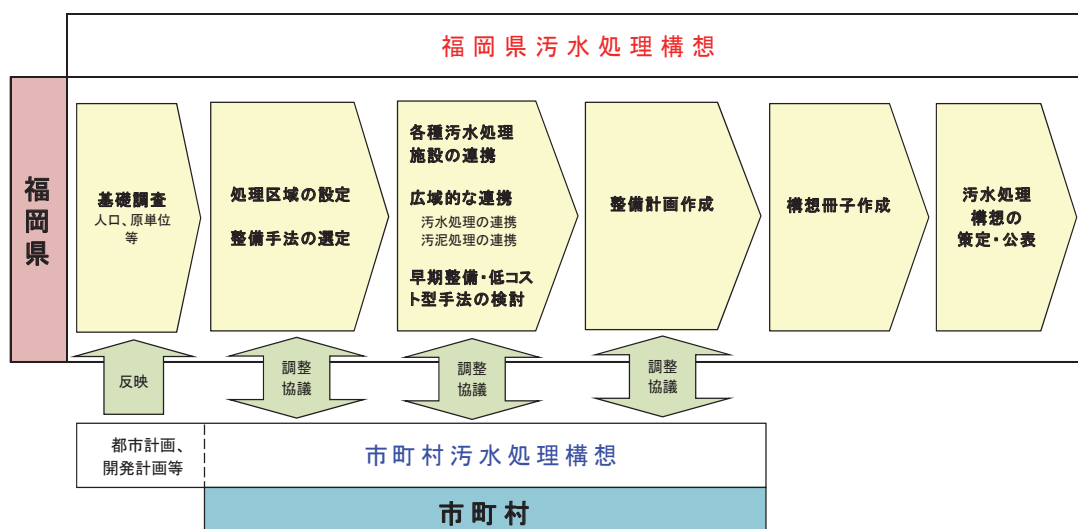 福岡県汚水処理構想
福岡県
基礎調査
人口、原単位
等
処理区域の設定
整備手法の選定
各種汚水処理
施設の連携
広域的な連携
汚水処理の連携
汚泥処理の連携
早期整備・低コス
ト型手法の検討
整備計画作成
構想冊子作成
汚水処理
構想の
策定・公表
反映
調整
協議
調整
協議
調整
協議
都市計画、
開発計画等
市町村汚水処理構想
市町村